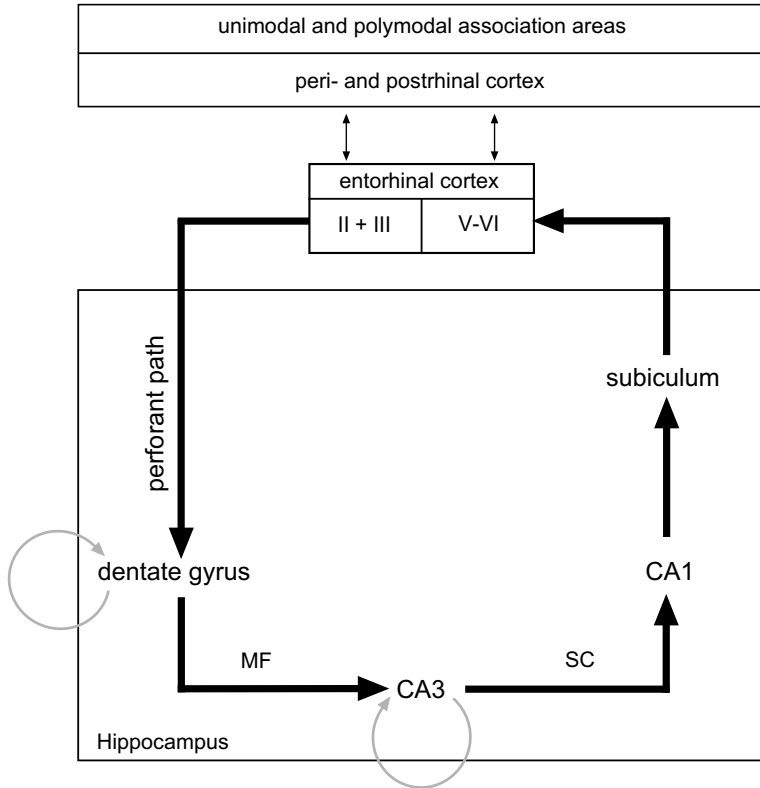 unimodal and polymodal association areas
peri- and postrhinal cortex
entorhinal cortex
II + III
V-VI
perforant path
subiculum
dentate gyrus
CA1
MF
SC
CA3
Hippocampus